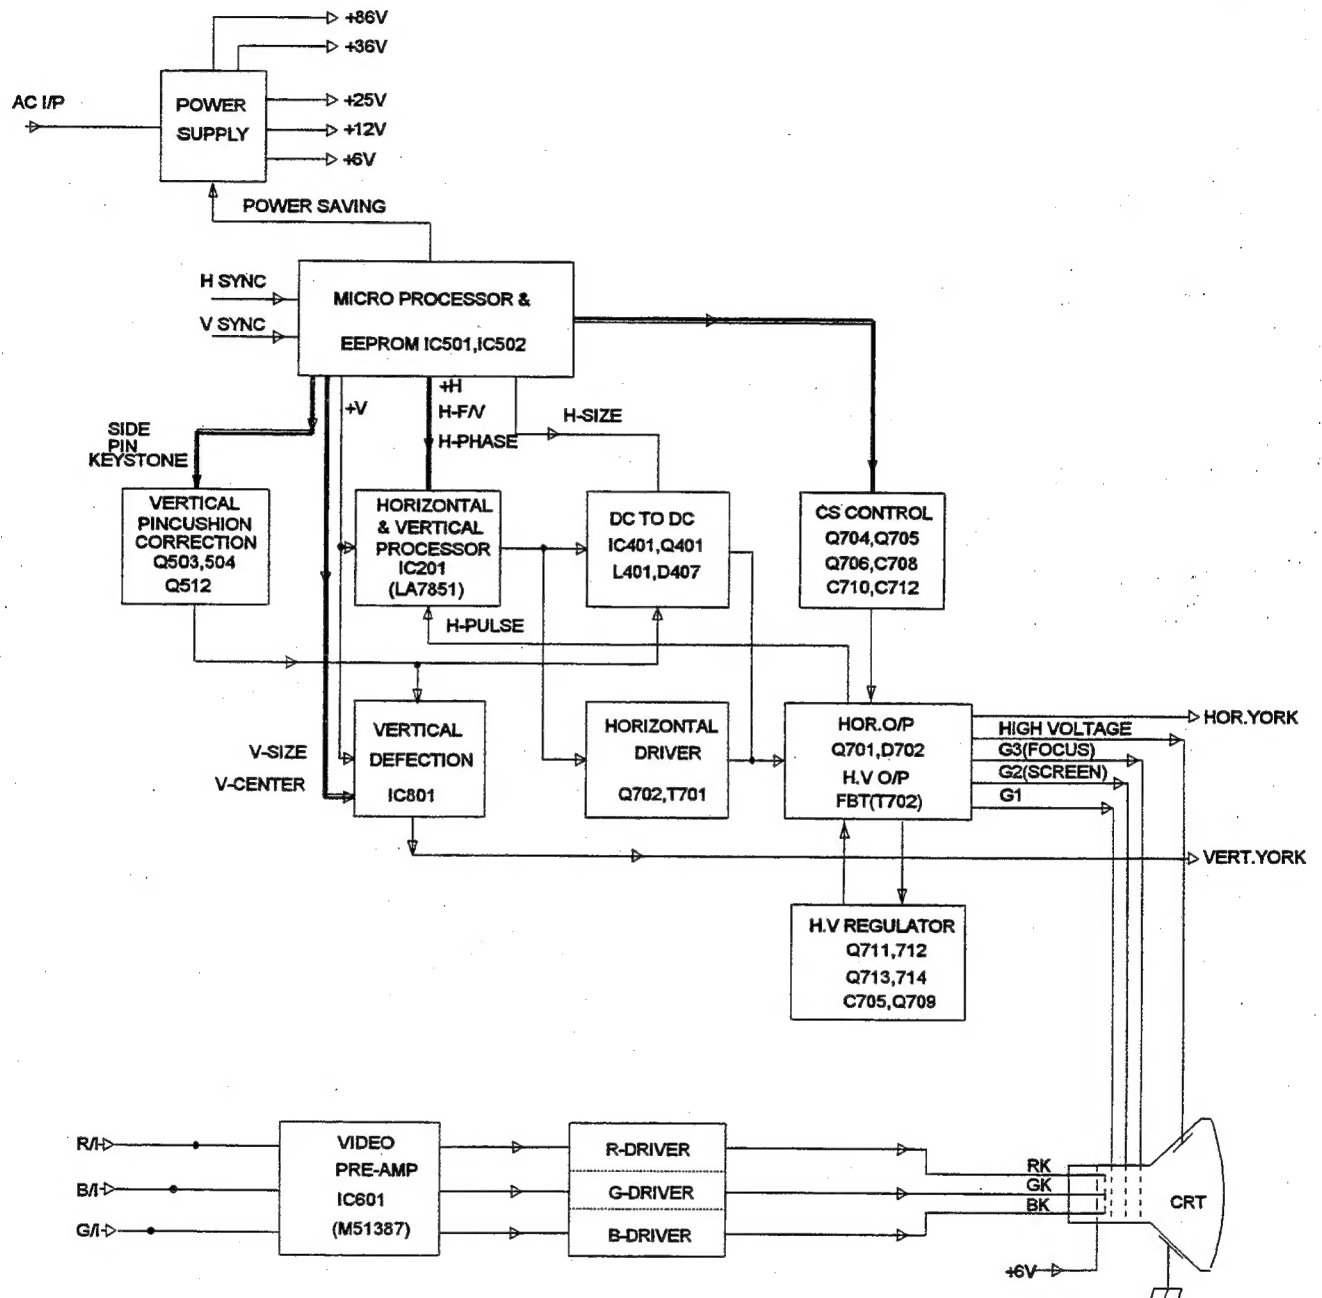 +86V
+36V
AC I/P
POWER
SUPPLY
+25V
+12V
+6V
POWER SAVING
H SYNC
V SYNC
MICRO PROCESSOR &
EEPROM IC501,IC502
+V
+H
H-F/V
H-PHASE
H-SIZE
SIDE
PIN
KEYSTONE
VERTICAL
PINCUSHION
CORRECTION
Q503,504
Q512
HORIZONTAL
& VERTICAL
PROCESSOR
IC201
(LA7851)
DC TO DC
IC401,Q401
L401,D407
CS CONTROL
Q704,Q705
Q706,C708
C710,C712
H-PULSE
V-SIZE
V-CENTER
VERTICAL
DEFECTION
IC801
HORIZONTAL
DRIVER
Q702,T701
HOR.O/P
Q701,D702
H.V O/P
FBT(T702)
HOR.YORK
HIGH VOLTAGE
G3(FOCUS)
G2(SCREEN)
G1
VERT.YORK
H.V REGULATOR
Q711,712
Q713,714
C705,Q709
R/I
B/I
G/I
VIDEO
PRE-AMP
IC601
(M51387)
R-DRIVER
G-DRIVER
B-DRIVER
RK
GK
BK
CRT
+6V